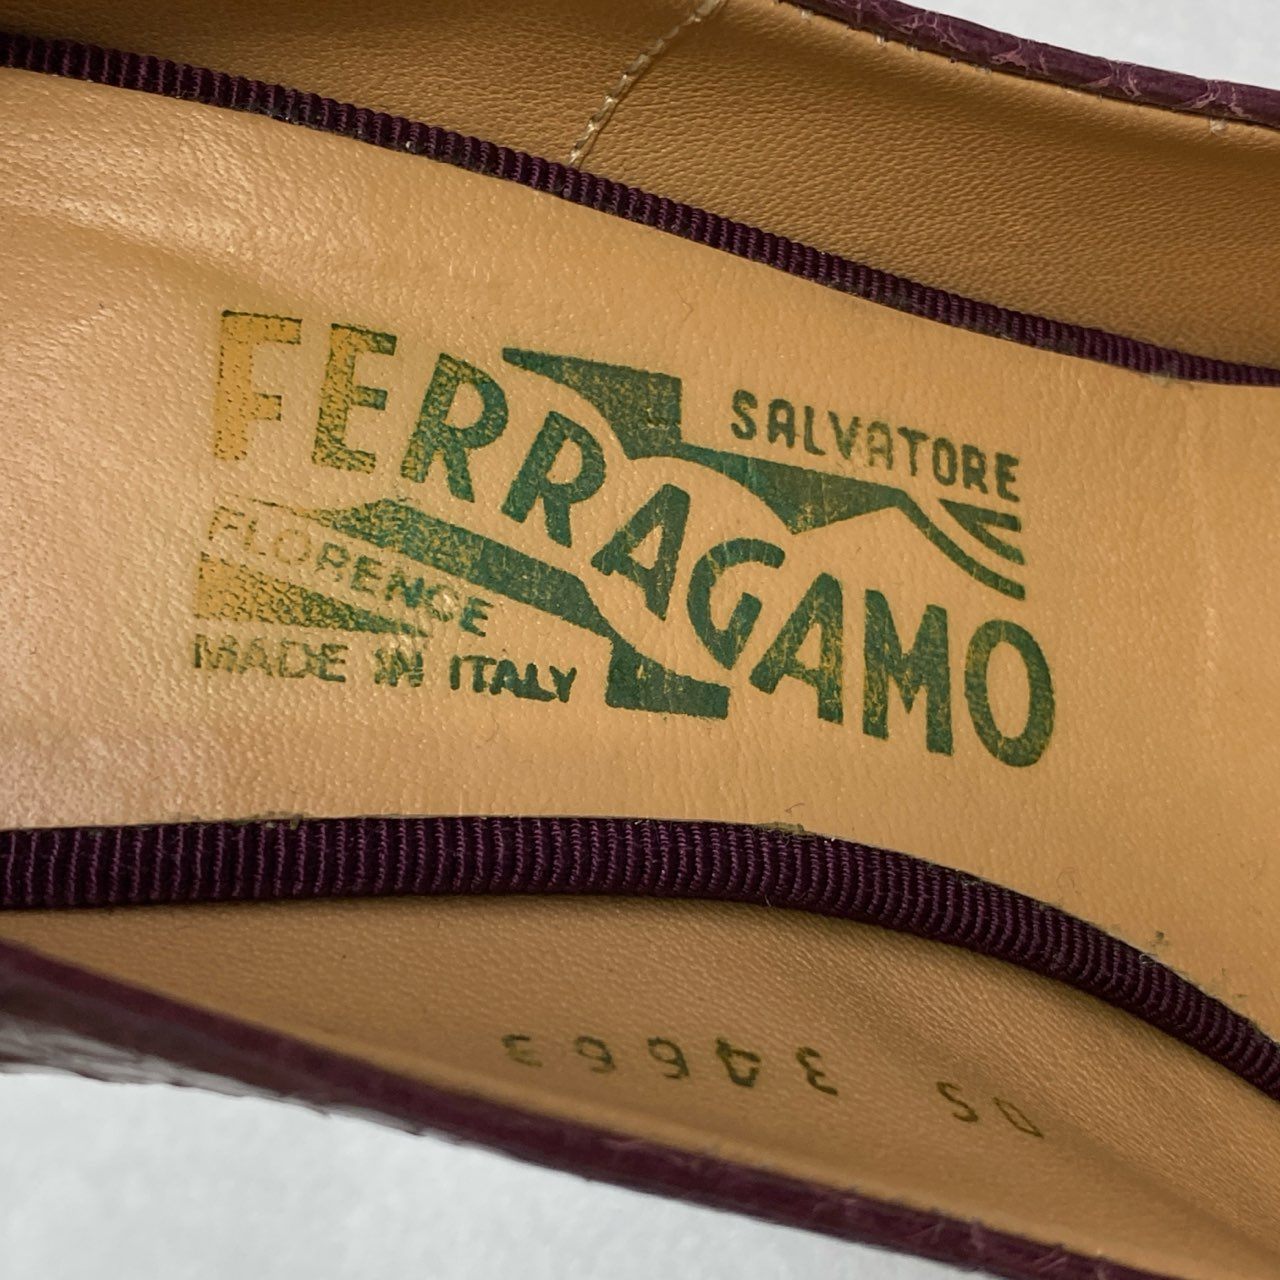 SALVATORE
FERRAGAMO
FLORENCE
MADE IN ITALY
DS 34663